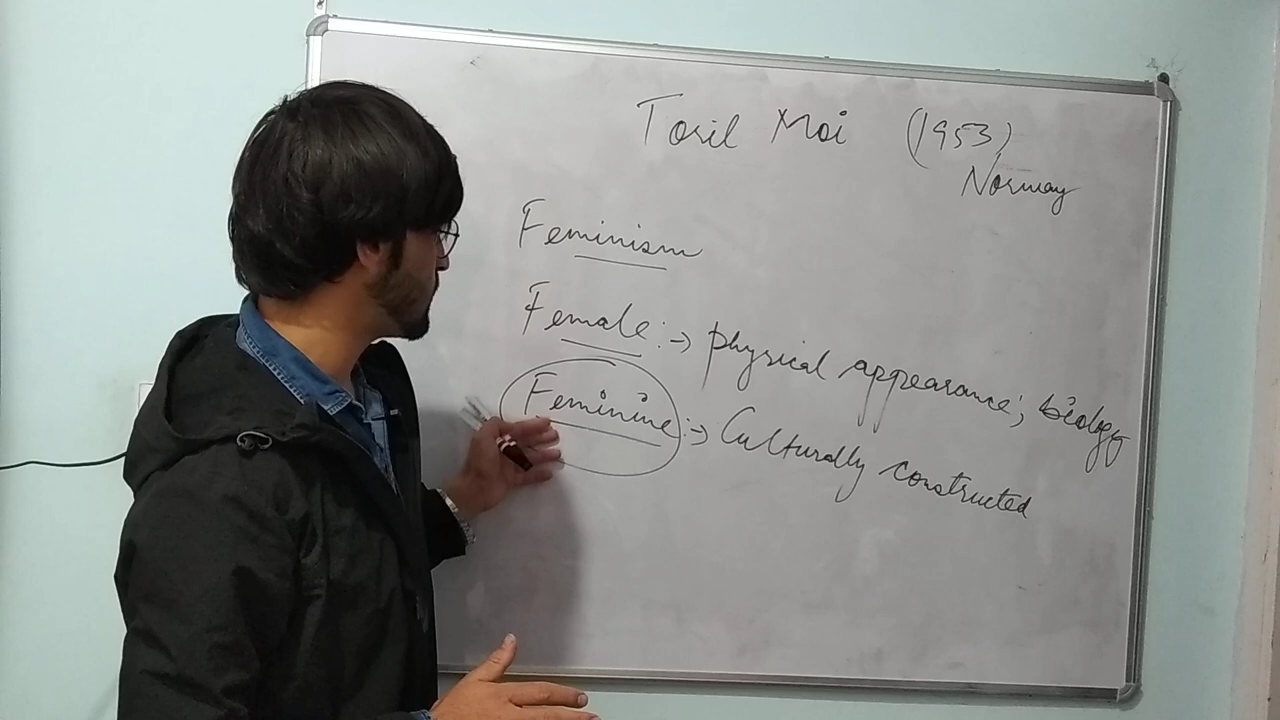 Toril Moi (1953)
Norway
Feminism
Female :-> physical appearance; biology
Feminine :-> Culturally constructed